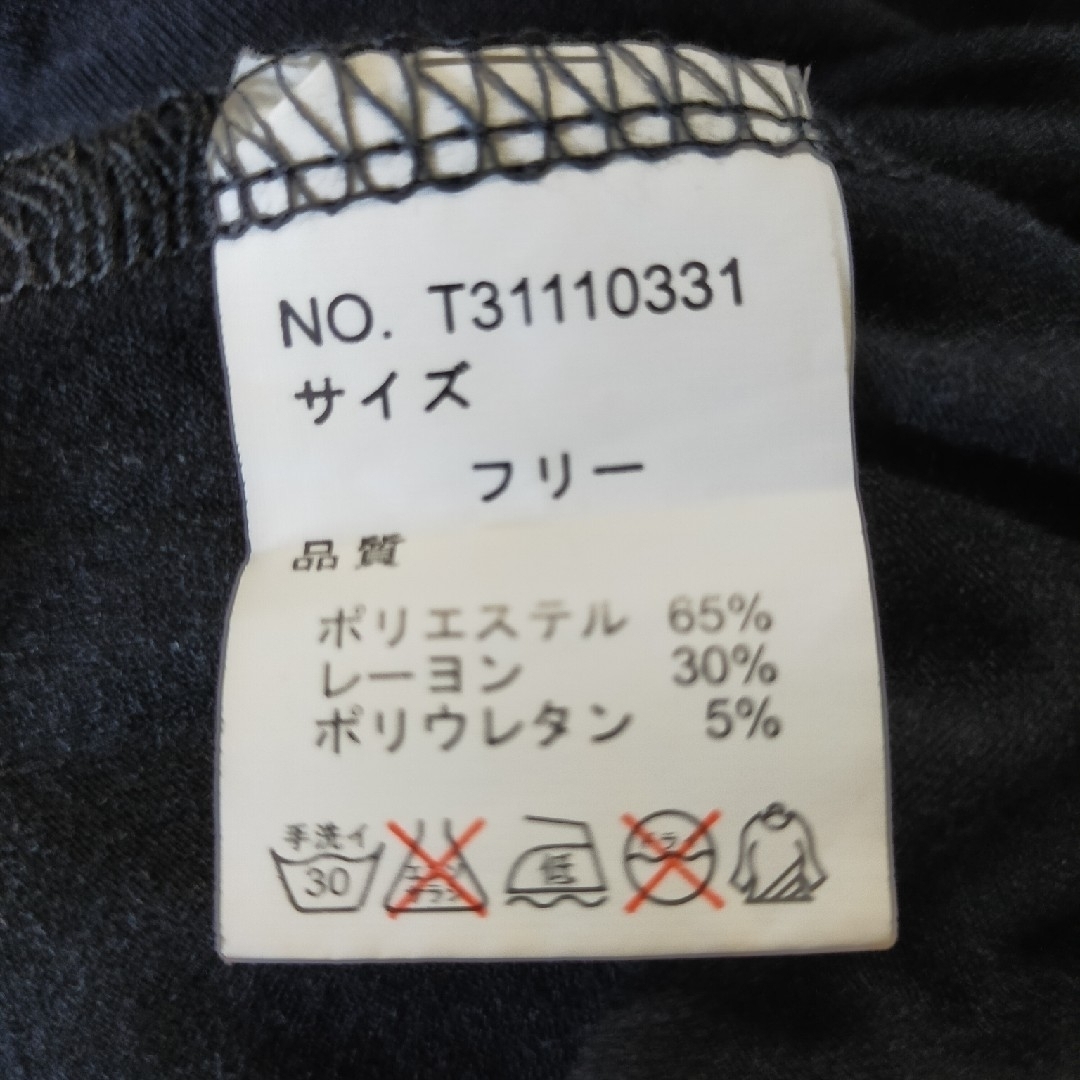 NO. T31110331
サイズ
フリー
品質
ポリエステル 65%
レーヨン 30%
ポリウレタン 5%
手洗イ
30
低